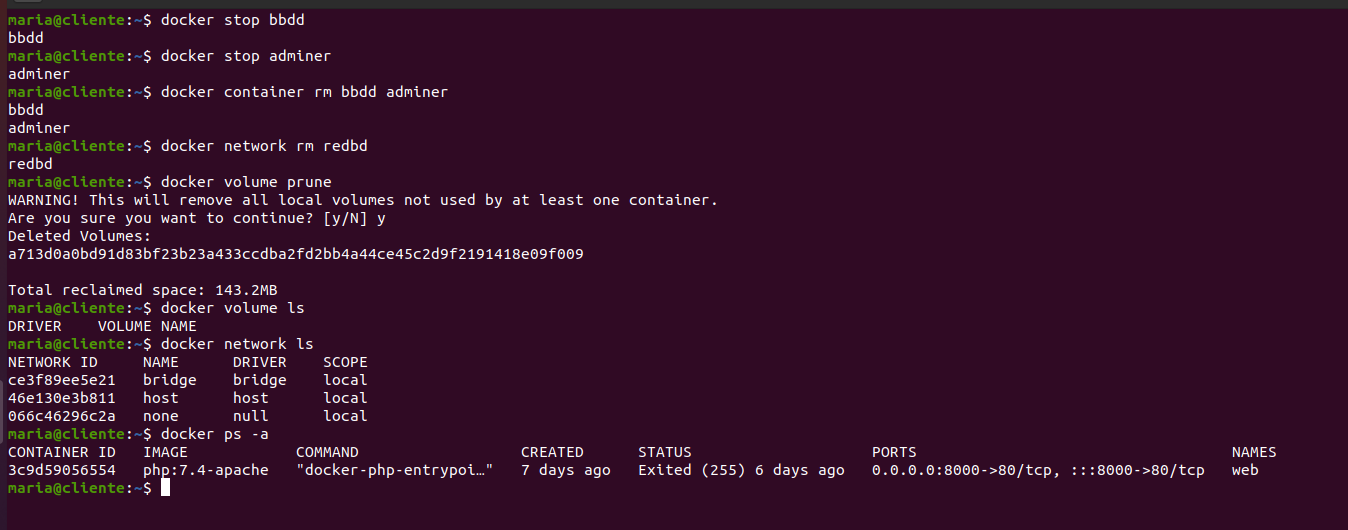 maria@cliente:~$ docker stop bbdd
bbdd
maria@cliente:~$ docker stop adminer
adminer
maria@cliente:~$ docker container rm bbdd adminer
bbdd
adminer
maria@cliente:~$ docker network rm redbd
redbd
maria@cliente:~$ docker volume prune
WARNING! This will remove all local volumes not used by at least one container.
Are you sure you want to continue? [y/N] y
Deleted Volumes:
a713d0a0bd91d83bf23b23a433ccdba2fd2bb4a44ce45c2d9f2191418e09f009
Total reclaimed space: 143.2MB
maria@cliente:~$ docker volume ls
DRIVER    VOLUME NAME
maria@cliente:~$ docker network ls
NETWORK ID     NAME      DRIVER    SCOPE
ce3f89ee5e21   bridge    bridge    local
46e130e3b811   host      host      local
066c46296c2a   none      null      local
maria@cliente:~$ docker ps -a
CONTAINER ID   IMAGE            COMMAND                  CREATED      STATUS                    PORTS                                   NAMES
3c9d59056554   php:7.4-apache   "docker-php-entrypoi…"   7 days ago   Exited (255) 6 days ago   0.0.0.0:8000->80/tcp, :::8000->80/tcp   web
maria@cliente:~$